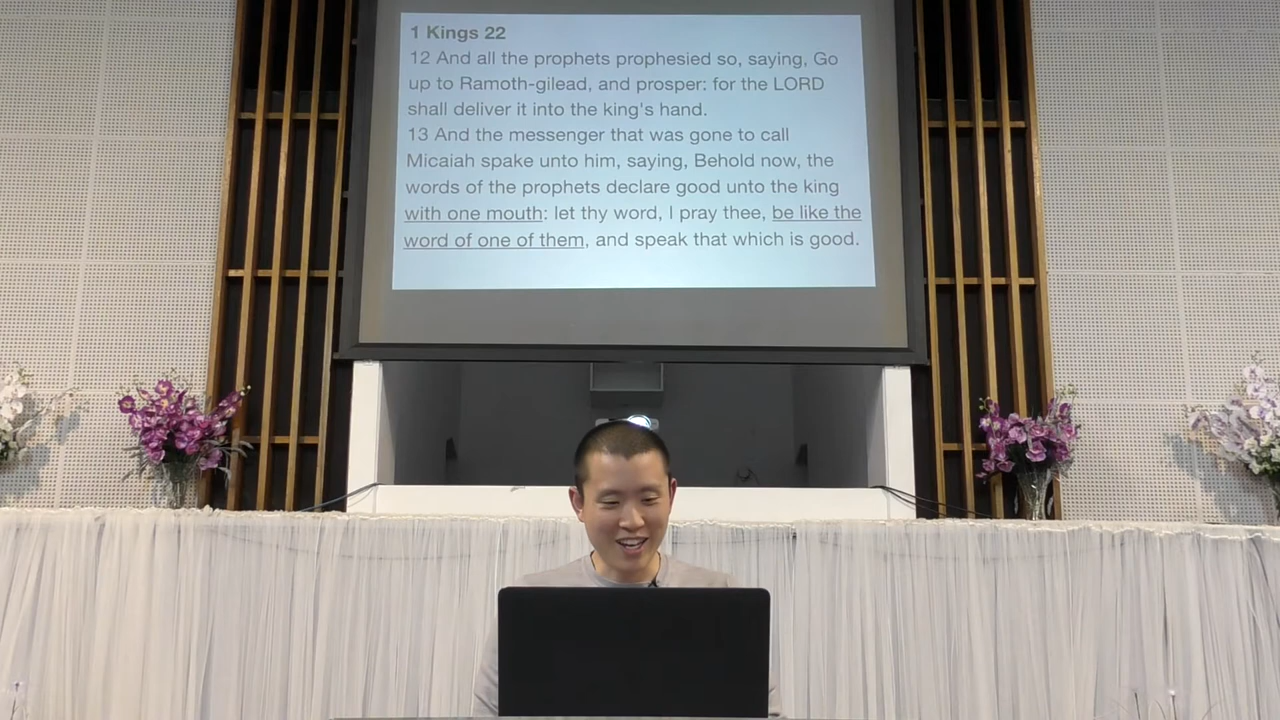 1 Kings 22
12 And all the prophets prophesied so, saying, Go
up to Ramoth-gilead, and prosper: for the LORD
shall deliver it into the king's hand.
13 And the messenger that was gone to call
Micaiah spake unto him, saying, Behold now, the
words of the prophets declare good unto the king
with one mouth: let thy word, I pray thee, be like the
word of one of them, and speak that which is good.